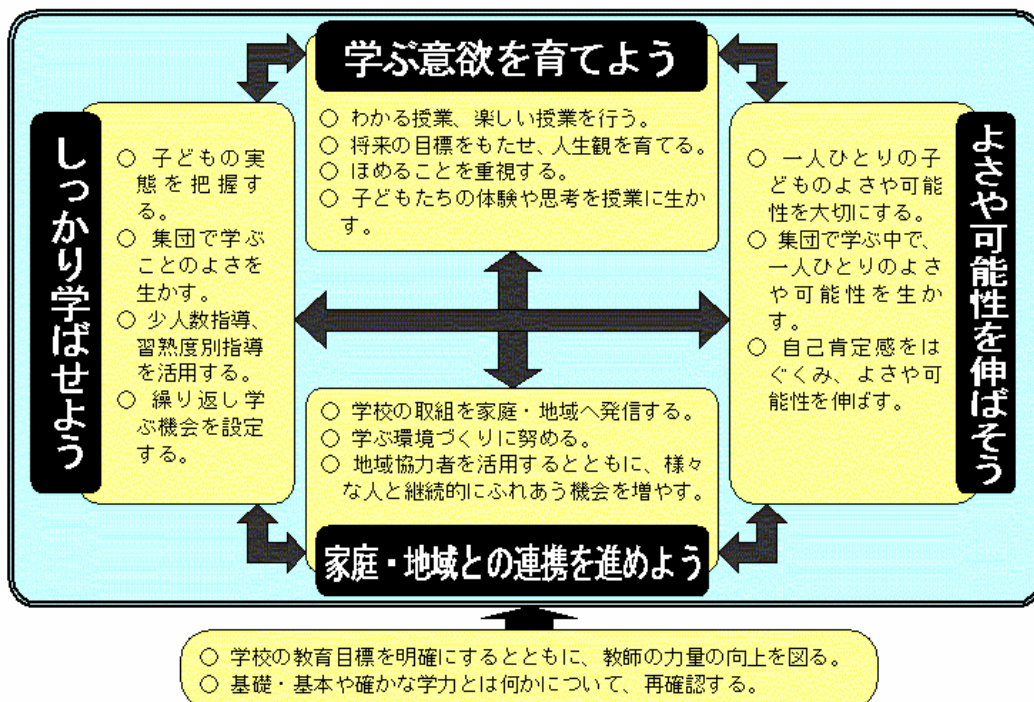 学ぶ意欲を育てよう
○ わかる授業、楽しい授業を行う。
○ 将来の目標をもたせ、人生観を育てる。
○ ほめることを重視する。
○ 子どもたちの体験や思考を授業に生か
す。
しっかり学ばせよう
○ 子どもの実
態を把握す
る。
○ 集団で学ぶ
ことのよさを
生かす。
○ 少人数指導、
習熟度別指導
を活用する。
○ 繰り返し学
ぶ機会を設定
する。
よさや可能性を伸ばそう
○ 一人ひとりの子
どものよさや可能
性を大切にする。
○ 集団で学ぶ中で、
一人ひとりのよさ
や可能性を生か
す。
○ 自己肯定感をは
ぐくみ、よさや可
能性を伸ばす。
○ 学校の取組を家庭・地域へ発信する。
○ 学ぶ環境づくりに努める。
○ 地域協力者を活用するとともに、様々
な人と継続的にふれあう機会を増やす。
家庭・地域との連携を進めよう
○ 学校の教育目標を明確にするとともに、教師の力量の向上を図る。
○ 基礎・基本や確かな学力とは何かについて、再確認する。